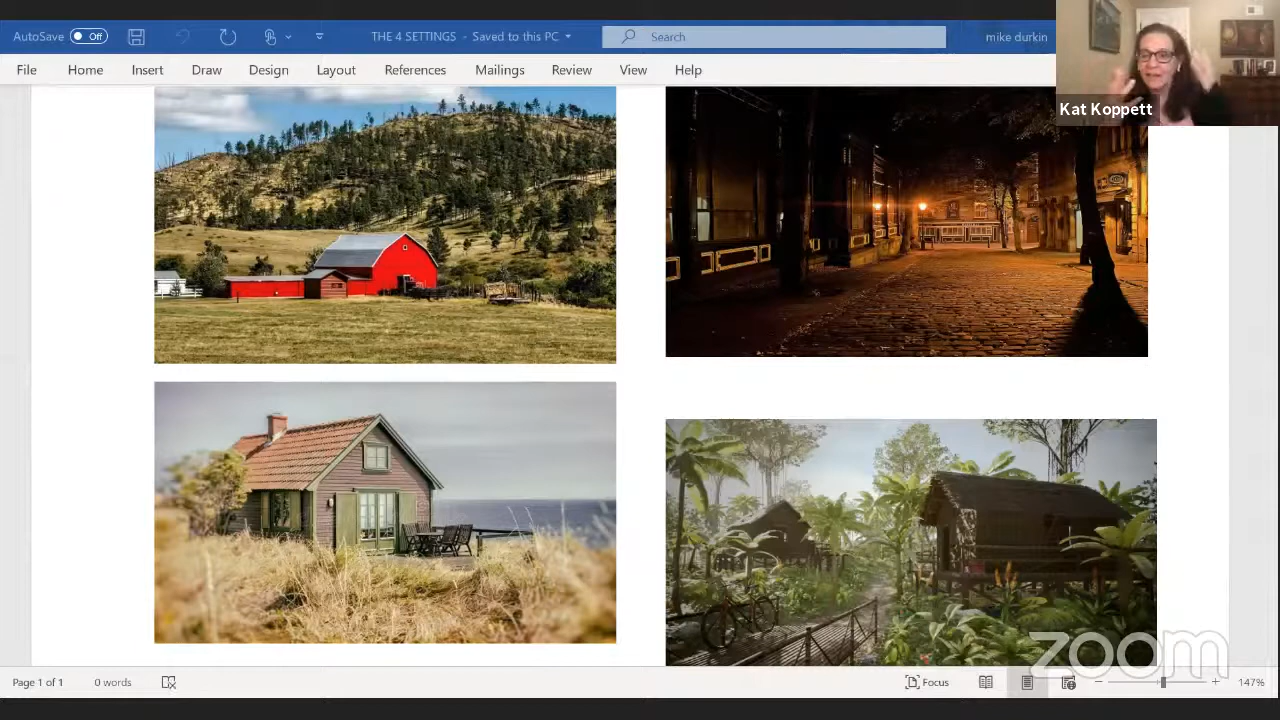 AutoSave Off THE 4 SETTINGS - Saved to this PC Search mike durkin
File Home Insert Draw Design Layout References Mailings Review View Help
Kat Koppett
zoom
Page 1 of 1 0 words Focus 147%